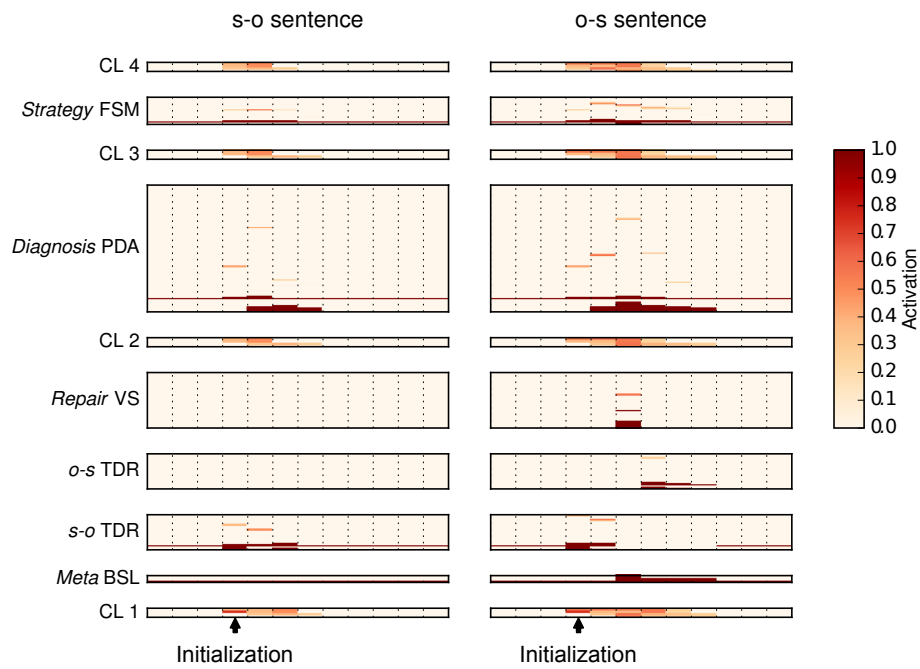 s-o sentence
o-s sentence
CL 4
Strategy FSM
CL 3
Diagnosis PDA
CL 2
Repair VS
o-s TDR
s-o TDR
Meta BSL
CL 1
Initialization
Initialization
1.0
0.9
0.8
0.7
0.6
0.5
0.4
0.3
0.2
0.1
0.0
Activation